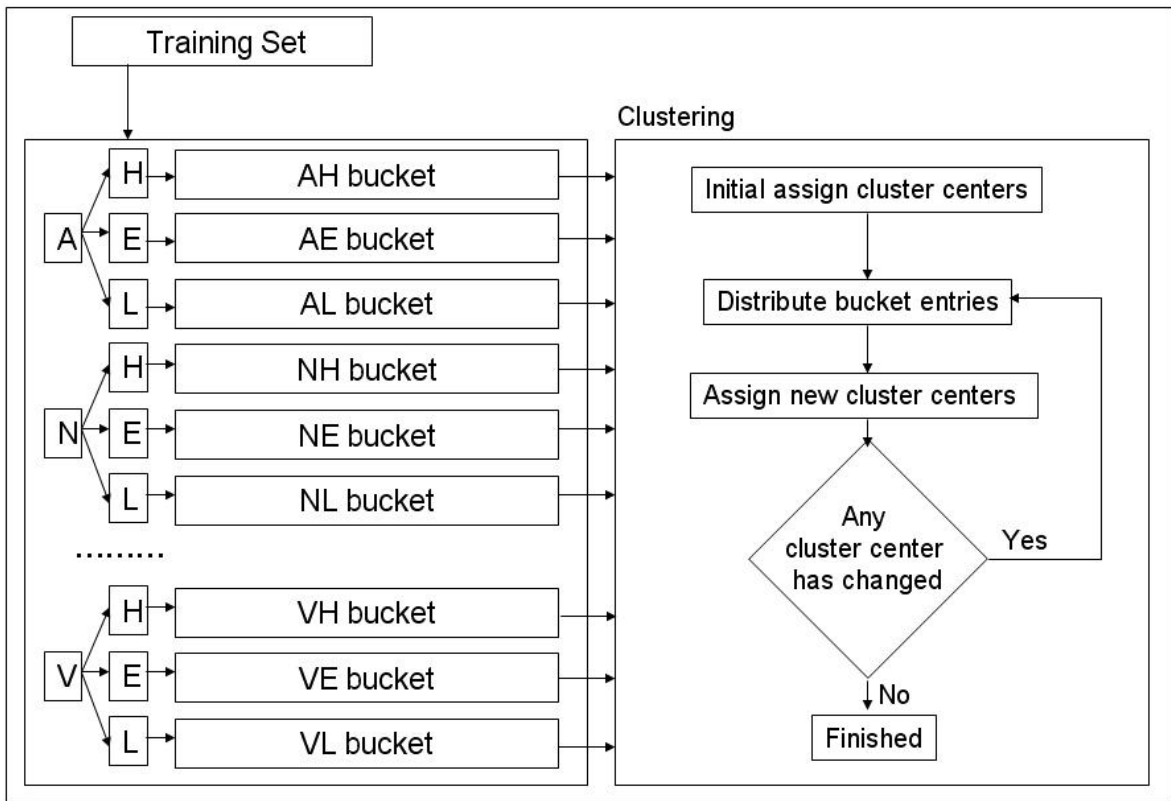 Training Set
A
H
AH bucket
E
AE bucket
L
AL bucket
N
H
NH bucket
E
NE bucket
L
NL bucket
.........
V
H
VH bucket
E
VE bucket
L
VL bucket
Clustering
Initial assign cluster centers
Distribute bucket entries
Assign new cluster centers
Any
cluster center
has changed
Yes
No
Finished